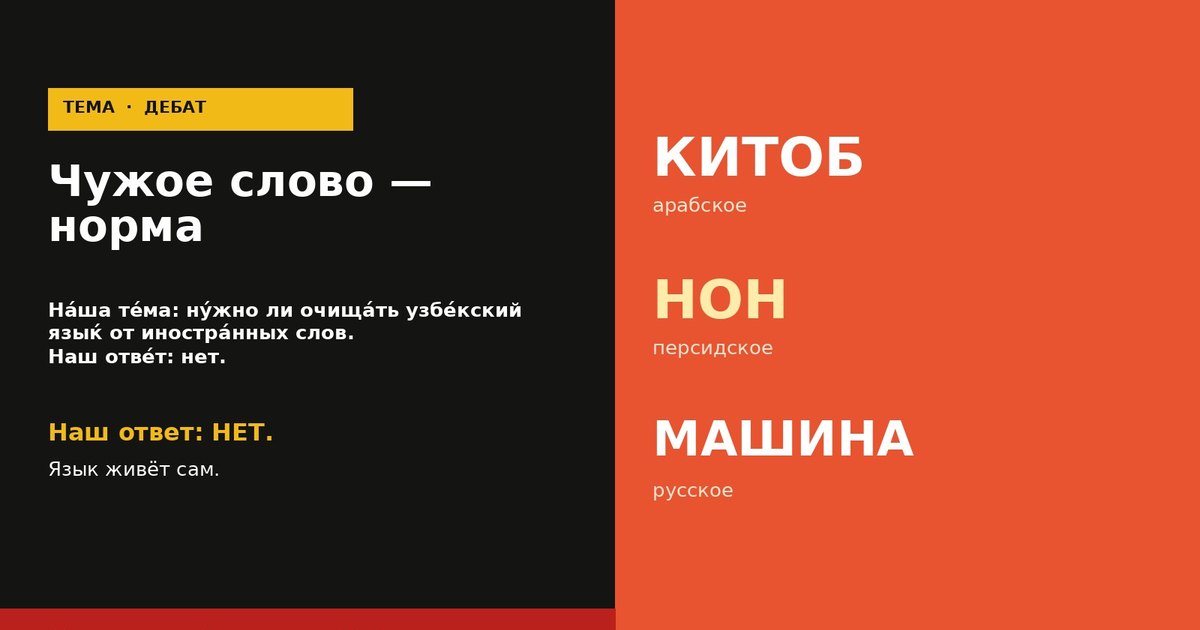 ТЕМА · ДЕБАТ
Чужое слово —
норма
На́ша те́ма: ну́жно ли очища́ть узбе́кский
язы́к от иностра́нных слов.
Наш отве́т: нет.
Наш ответ: НЕТ.
Язык живёт сам.
КИТОБ
арабское
НОН
персидское
МАШИНА
русское